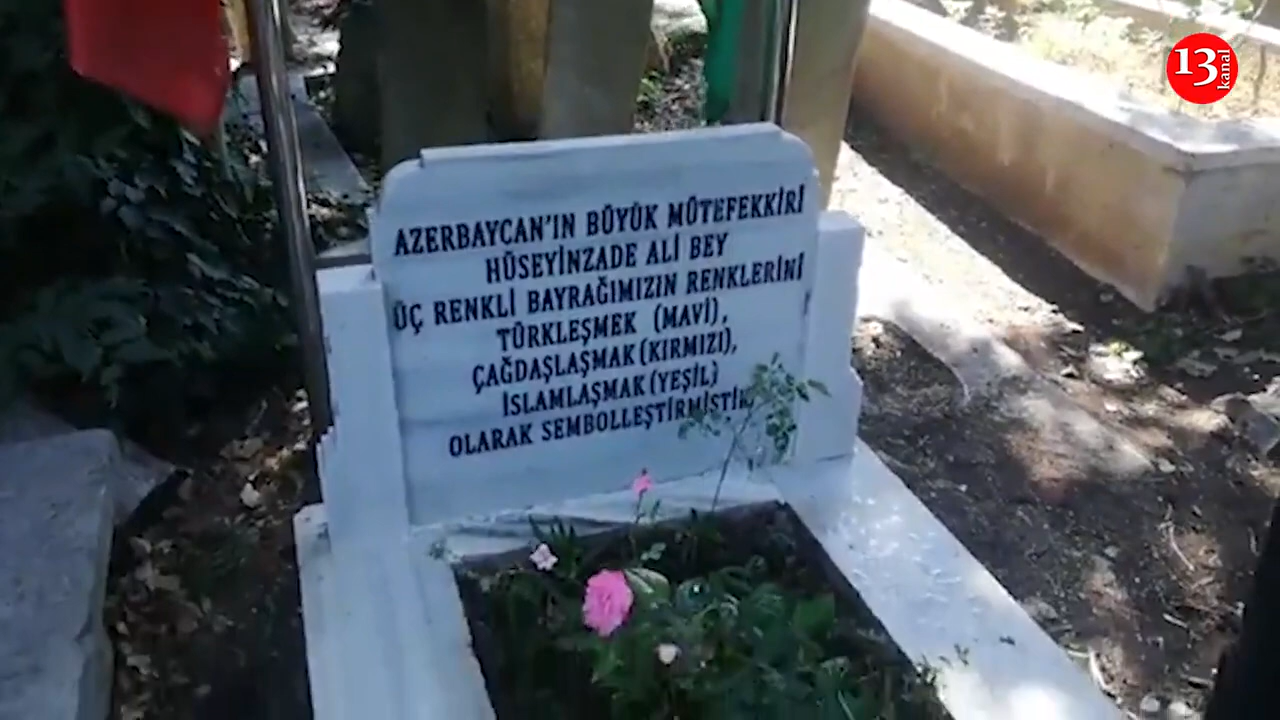 13
kanal
AZERBAYCAN'IN BÜYÜK MÜTEFEKKİRİ
HÜSEYİNZADE ALİ BEY
ÜÇ RENKLİ BAYRAĞIMIZIN RENKLERİNİ
TÜRKLEŞMEK (MAVİ),
ÇAĞDAŞLAŞMAK (KIRMIZI),
İSLAMLAŞMAK (YEŞİL)
OLARAK SEMBOLLEŞTİRMİŞTİR